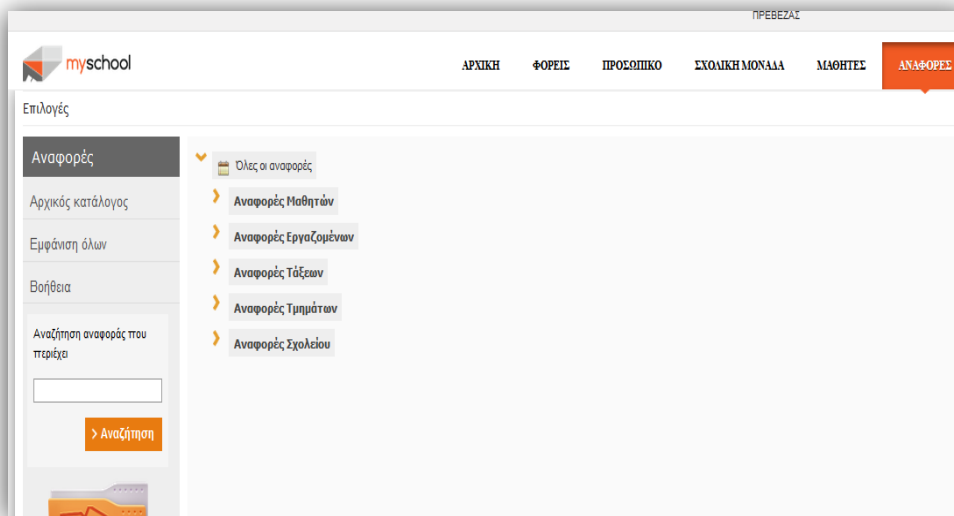 ΠΡΕΒΕΖΑΣ
myschool
ΑΡΧΙΚΗ ΦΟΡΕΙΣ ΠΡΟΣΩΠΙΚΟ ΣΧΟΛΙΚΗ ΜΟΝΑΔΑ ΜΑΘΗΤΕΣ ΑΝΑΦΟΡΕΣ
Επιλογές
Αναφορές
Αρχικός κατάλογος
Εμφάνιση όλων
Βοήθεια
Αναζήτηση αναφοράς που
περιέχει
> Αναζήτηση
Όλες οι αναφορές
Αναφορές Μαθητών
Αναφορές Εργαζομένων
Αναφορές Τάξεων
Αναφορές Τμημάτων
Αναφορές Σχολείου